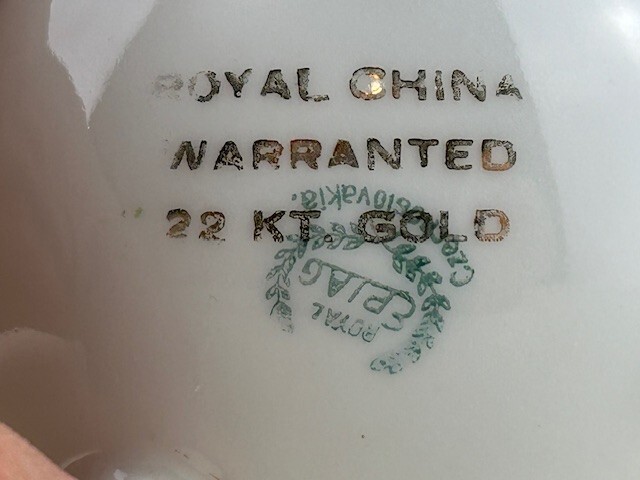 ROYAL CHINA
WARRANTED
22 KT. GOLD
ROYAL
EPIAG
Czechoslovakia.